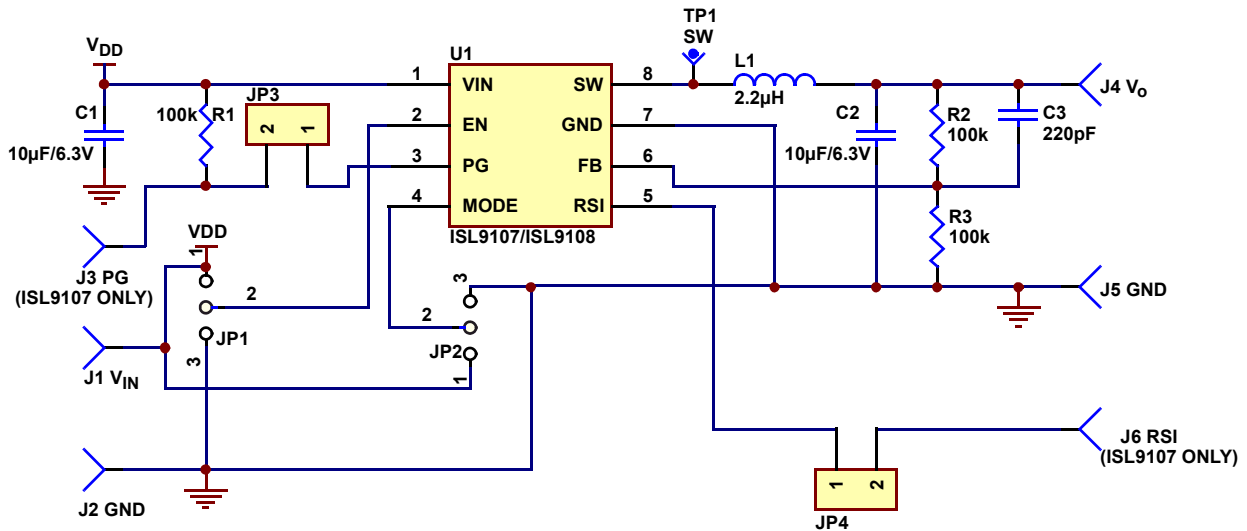 TP1
SW
VDD
U1
L1
2.2µH
J4 Vo
1
VIN
SW
8
C1
10µF/6.3V
100k
R1
JP3
2
1
2
EN
GND
7
C2
10µF/6.3V
R2
100k
C3
220pF
3
PG
FB
6
4
MODE
RSI
5
ISL9107/ISL9108
R3
100k
J3 PG
(ISL9107 ONLY)
VDD
1
2
JP1
3
J1 VIN
3
2
JP2
1
J5 GND
J2 GND
J6 RSI
(ISL9107 ONLY)
1
2
JP4